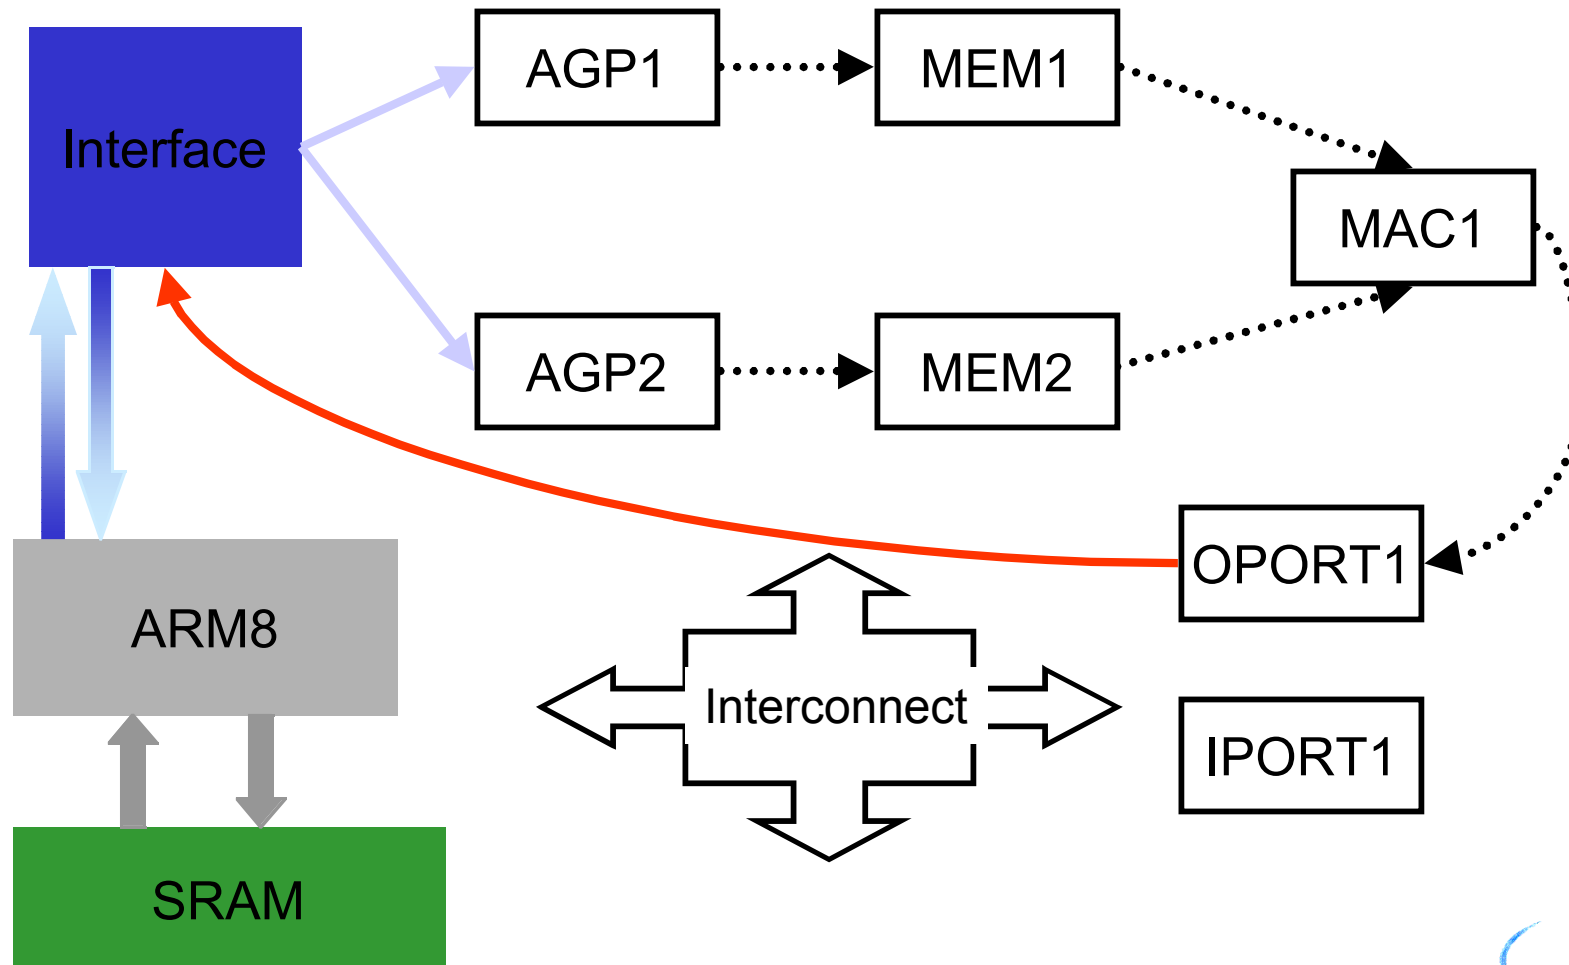 AGP1
MEM1
Interface
MAC1
AGP2
MEM2
OPORT1
ARM8
Interconnect
IPORT1
SRAM